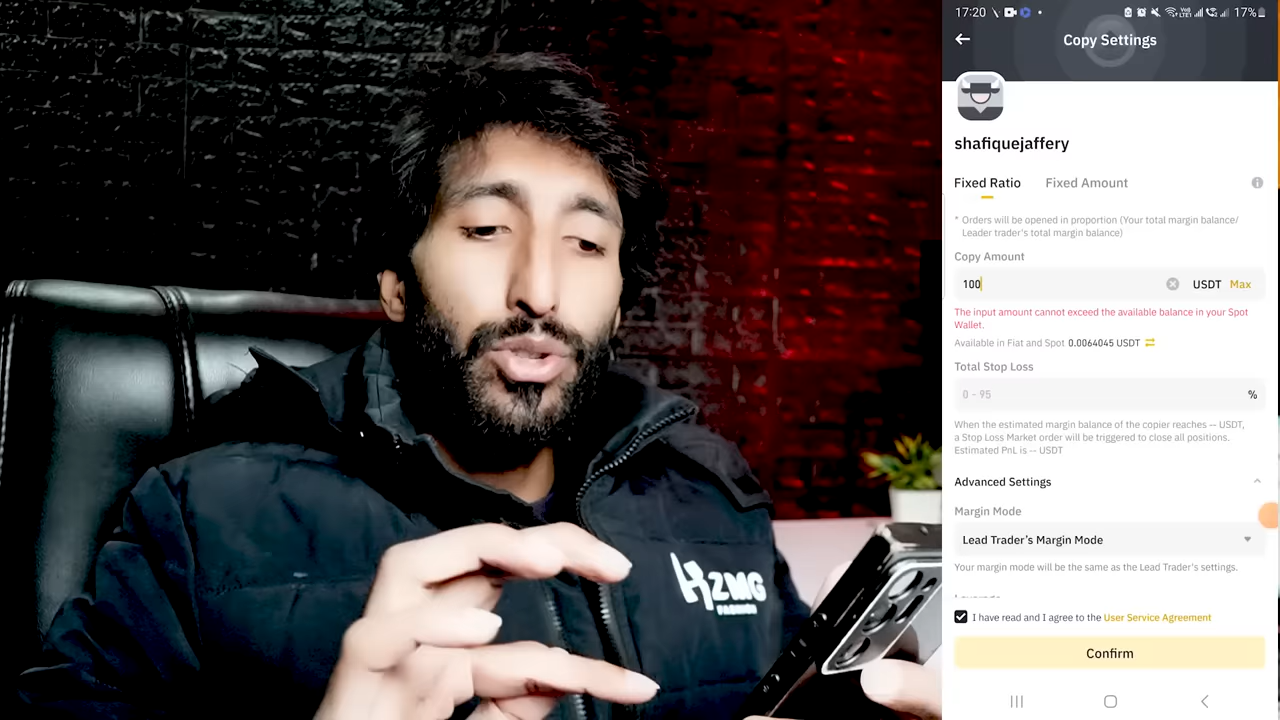 17:20
17%
Copy Settings
shafiquejaffery
Fixed Ratio Fixed Amount
* Orders will be opened in proportion (Your total margin balance/
Leader trader's total margin balance)
Copy Amount
100 USDT Max
The input amount cannot exceed the available balance in your Spot
Wallet.
Available in Fiat and Spot 0.0064045 USDT
Total Stop Loss
0 - 95 %
When the estimated margin balance of the copier reaches -- USDT,
a Stop Loss Market order will be triggered to close all positions.
Estimated PnL is -- USDT
Advanced Settings
Margin Mode
Lead Trader's Margin Mode
Your margin mode will be the same as the Lead Trader's settings.
I have read and I agree to the User Service Agreement
Confirm
ZMG
FASHION